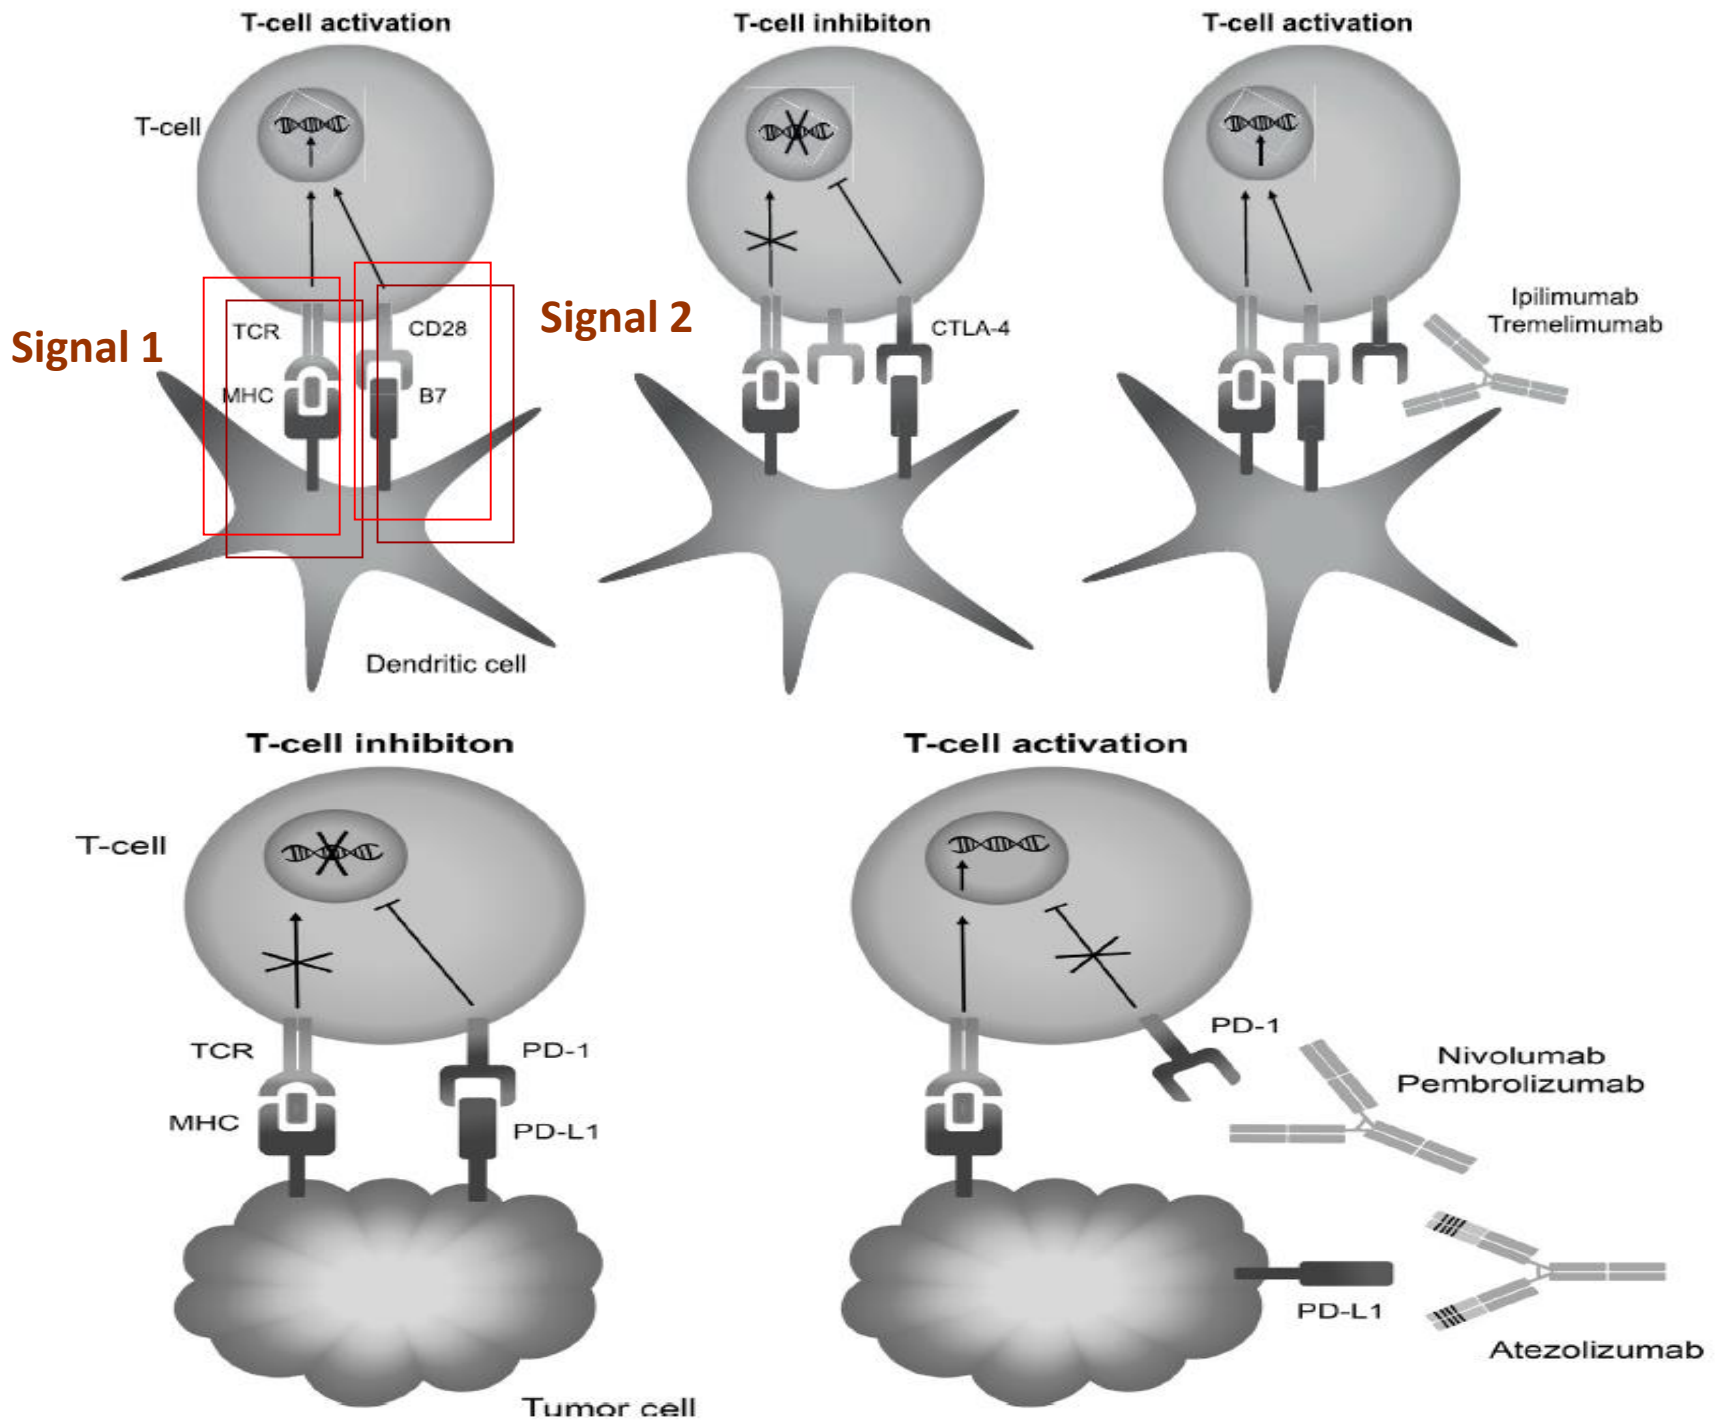 T-cell activation
T-cell inhibiton
T-cell activation
T-cell
Signal 1
TCR
MHC
CD28
B7
Signal 2
CTLA-4
Ipilimumab
Tremelimumab
Dendritic cell
T-cell inhibiton
T-cell activation
T-cell
TCR
MHC
PD-1
PD-L1
PD-1
Nivolumab
Pembrolizumab
PD-L1
Atezolizumab
Tumor cell